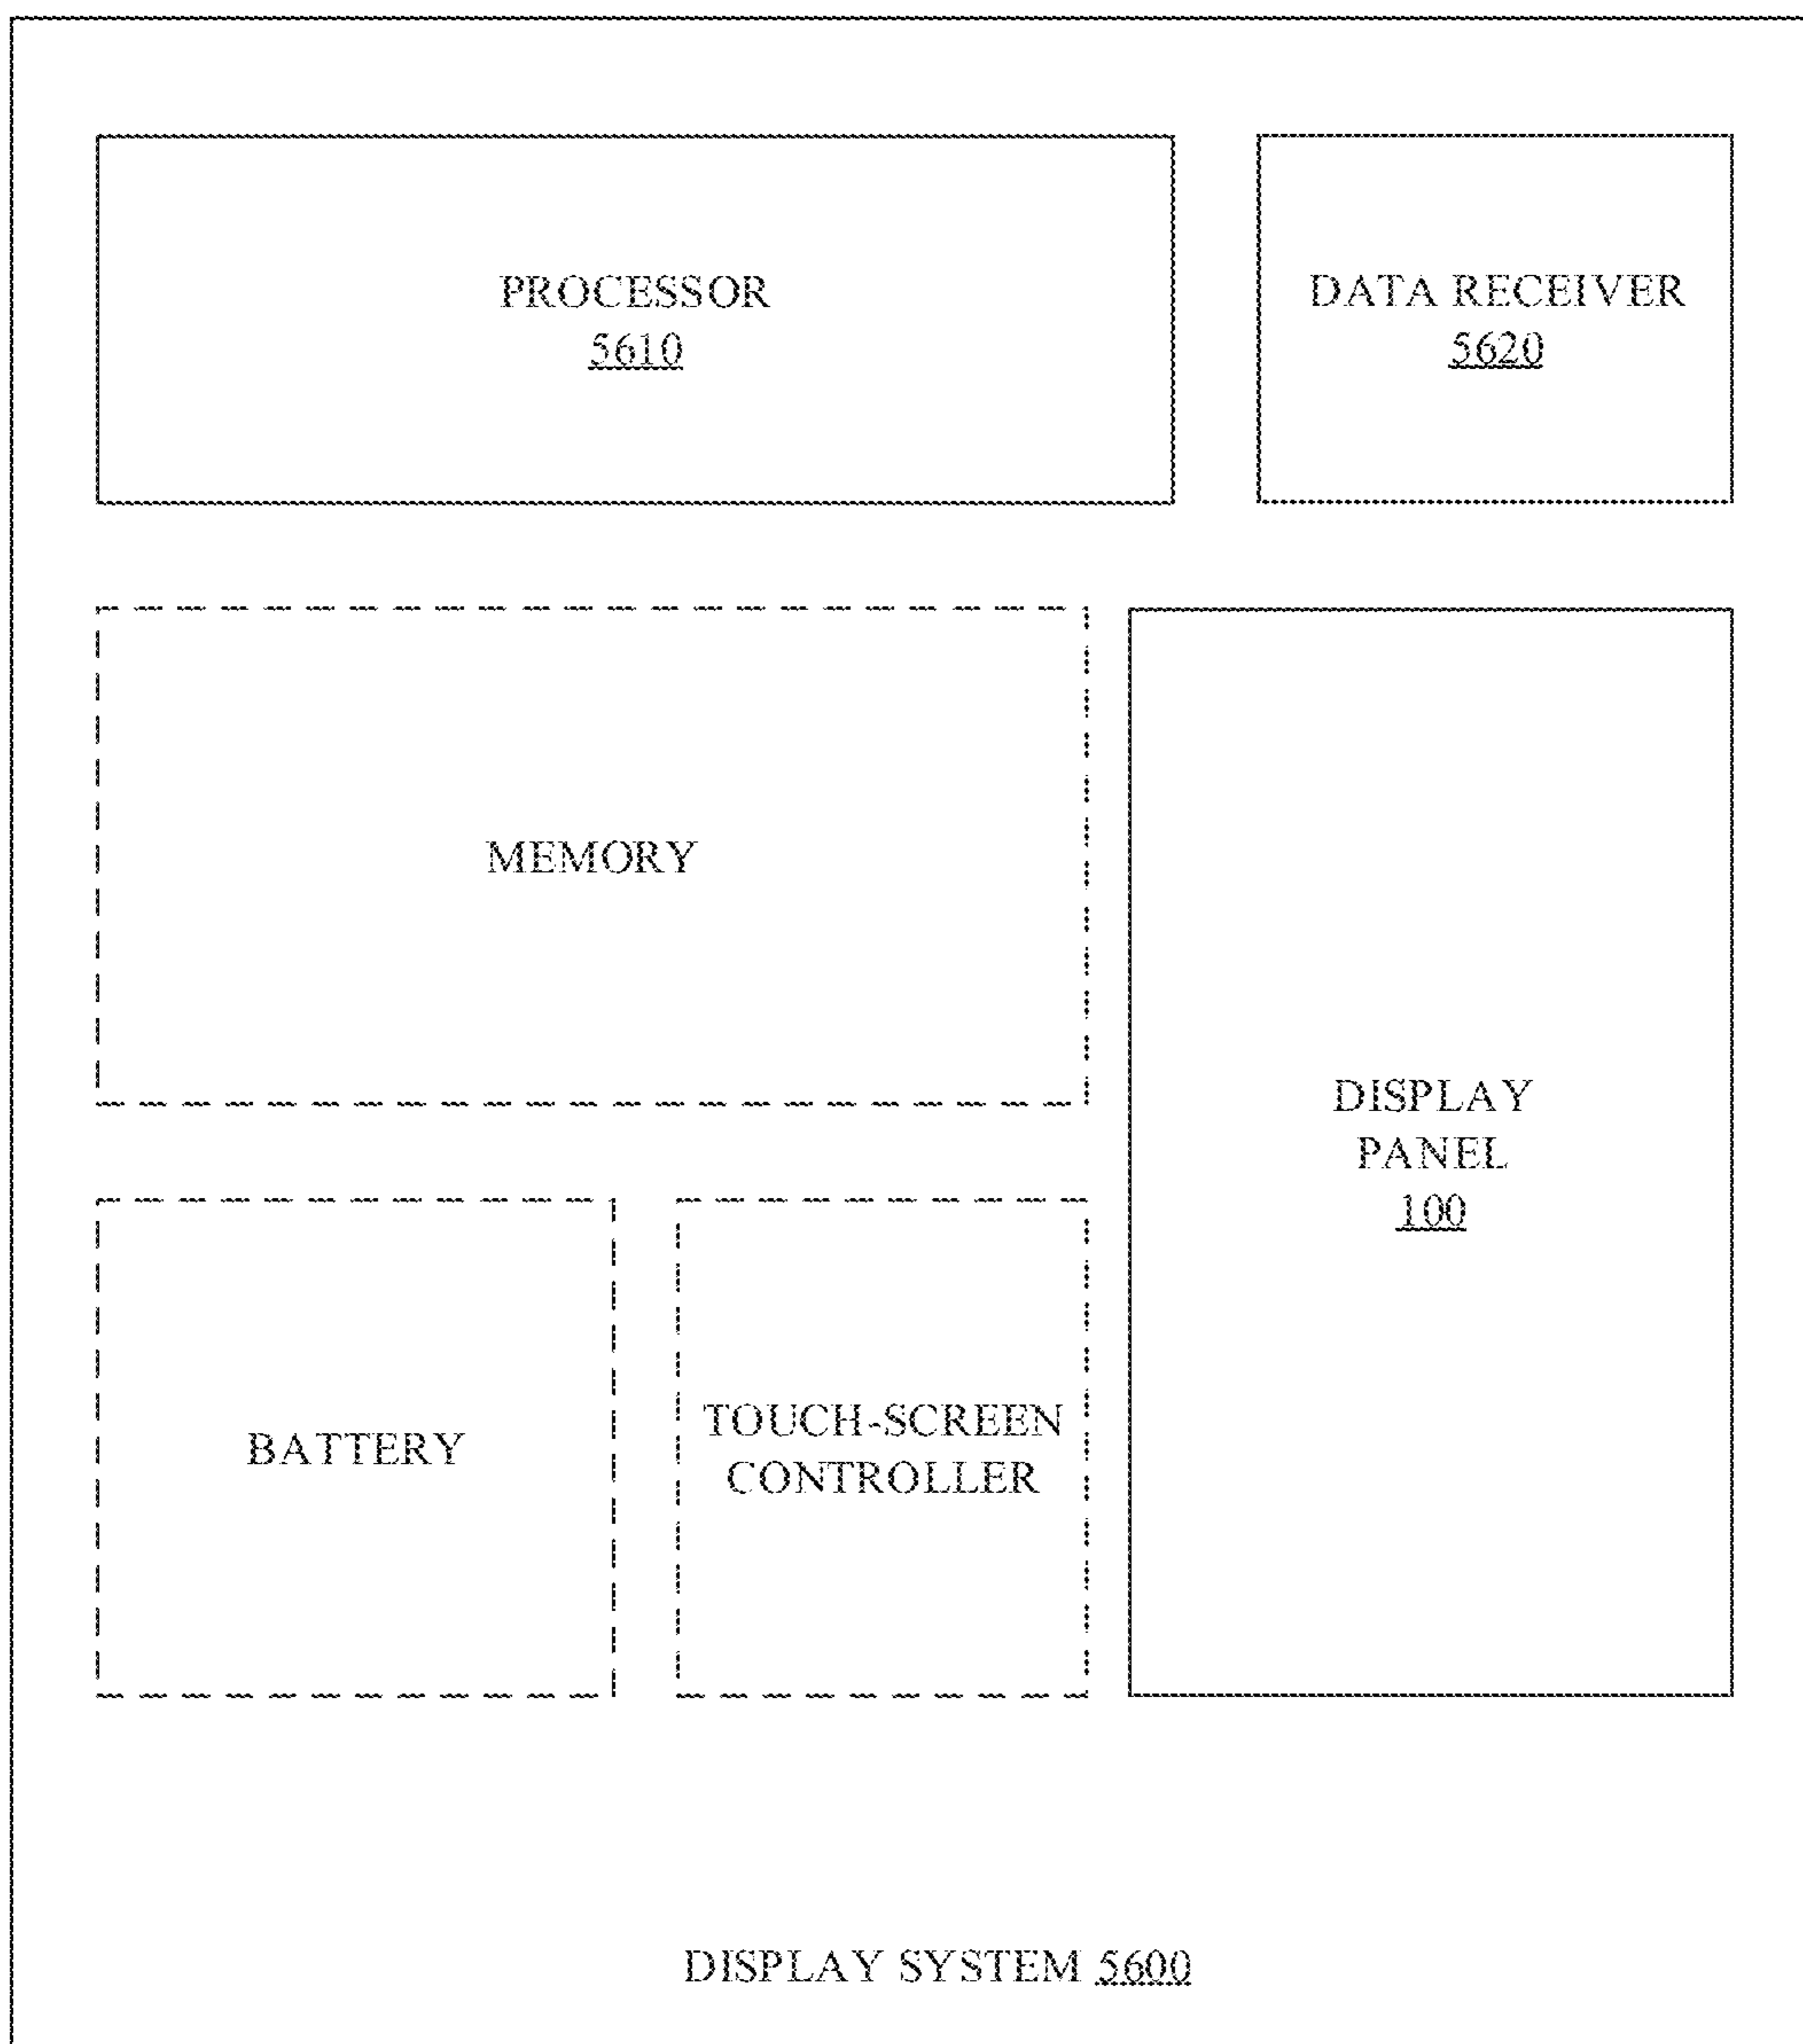 PROCESSOR
5610
DATA RECEIVER
5620
MEMORY
DISPLAY
PANEL
100
BATTERY
TOUCH-SCREEN
CONTROLLER
DISPLAY SYSTEM 5600